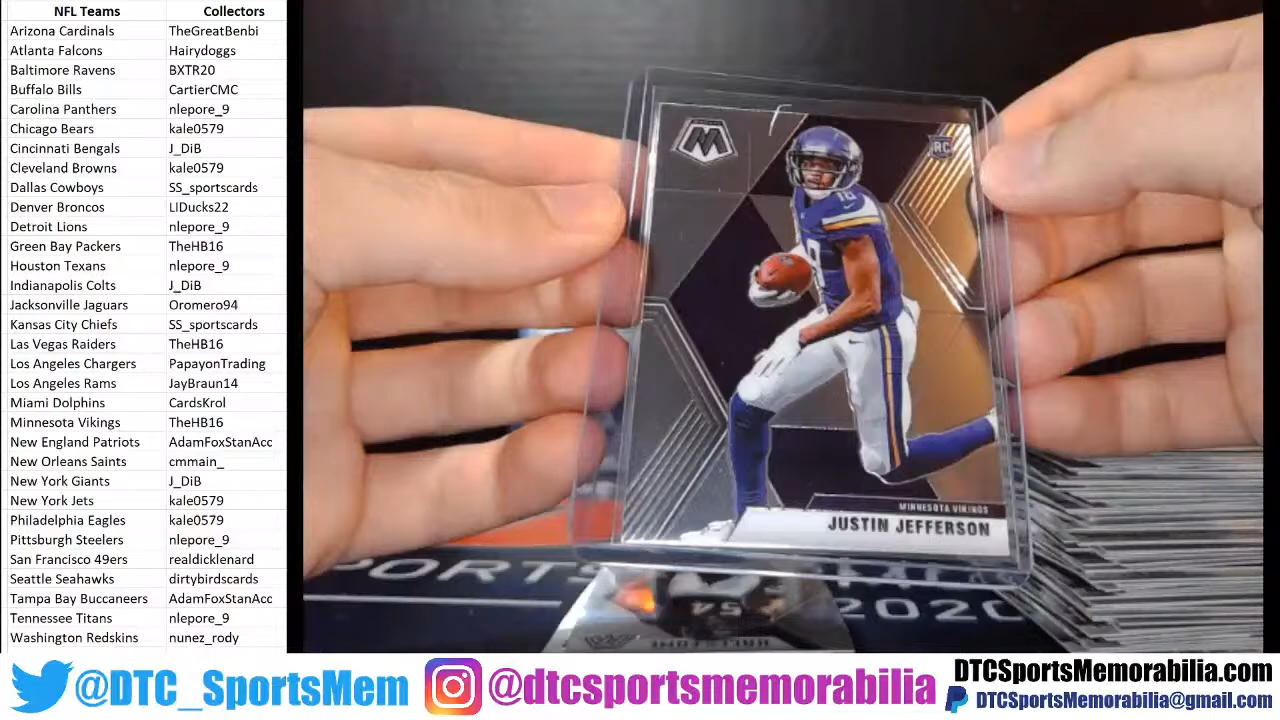 NFL Teams Collectors
Arizona Cardinals TheGreatBenbi
Atlanta Falcons Hairydoggs
Baltimore Ravens BXTR20
Buffalo Bills CartierCMC
Carolina Panthers nlepore_9
Chicago Bears kale0579
Cincinnati Bengals J_DiB
Cleveland Browns kale0579
Dallas Cowboys SS_sportscards
Denver Broncos LIDucks22
Detroit Lions nlepore_9
Green Bay Packers TheHB16
Houston Texans nlepore_9
Indianapolis Colts J_DiB
Jacksonville Jaguars Oromero94
Kansas City Chiefs SS_sportscards
Las Vegas Raiders TheHB16
Los Angeles Chargers PapayonTrading
Los Angeles Rams JayBraun14
Miami Dolphins CardsKrol
Minnesota Vikings TheHB16
New England Patriots AdamFoxStanAcc
New Orleans Saints cmmain_
New York Giants J_DiB
New York Jets kale0579
Philadelphia Eagles kale0579
Pittsburgh Steelers nlepore_9
San Francisco 49ers realdicklenard
Seattle Seahawks dirtybirdscards
Tampa Bay Buccaneers AdamFoxStanAcc
Tennessee Titans nlepore_9
Washington Redskins nunez_rody
M
RC
18
MINNESOTA VIKINGS
JUSTIN JEFFERSON
SPORTS
2020
54
@DTC_SportsMem
@dtcsportsmemorabilia
DTCSportsMemorabilia.com
DTCSportsMemorabilia@gmail.com